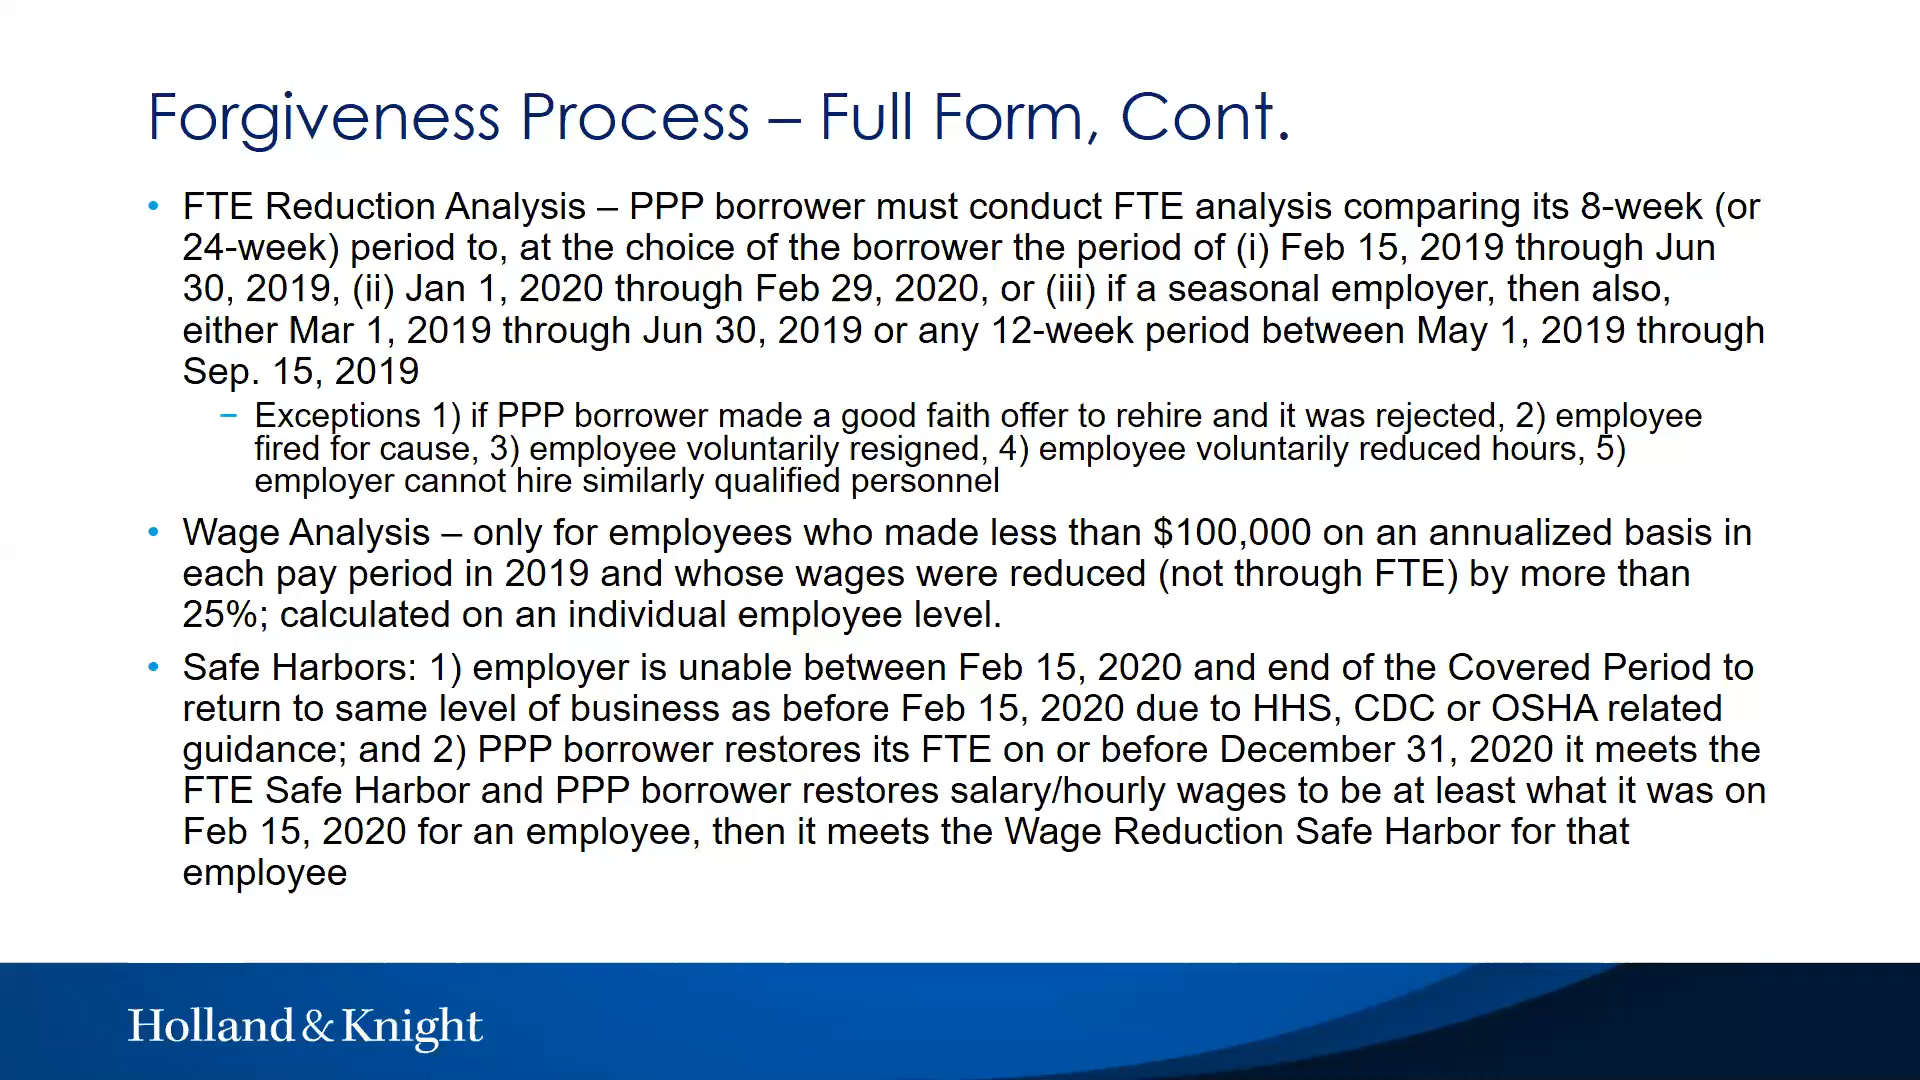 Forgiveness Process – Full Form, Cont.
• FTE Reduction Analysis – PPP borrower must conduct FTE analysis comparing its 8-week (or
24-week) period to, at the choice of the borrower the period of (i) Feb 15, 2019 through Jun
30, 2019, (ii) Jan 1, 2020 through Feb 29, 2020, or (iii) if a seasonal employer, then also,
either Mar 1, 2019 through Jun 30, 2019 or any 12-week period between May 1, 2019 through
Sep. 15, 2019
– Exceptions 1) if PPP borrower made a good faith offer to rehire and it was rejected, 2) employee
fired for cause, 3) employee voluntarily resigned, 4) employee voluntarily reduced hours, 5)
employer cannot hire similarly qualified personnel
• Wage Analysis – only for employees who made less than $100,000 on an annualized basis in
each pay period in 2019 and whose wages were reduced (not through FTE) by more than
25%; calculated on an individual employee level.
• Safe Harbors: 1) employer is unable between Feb 15, 2020 and end of the Covered Period to
return to same level of business as before Feb 15, 2020 due to HHS, CDC or OSHA related
guidance; and 2) PPP borrower restores its FTE on or before December 31, 2020 it meets the
FTE Safe Harbor and PPP borrower restores salary/hourly wages to be at least what it was on
Feb 15, 2020 for an employee, then it meets the Wage Reduction Safe Harbor for that
employee
Holland & Knight